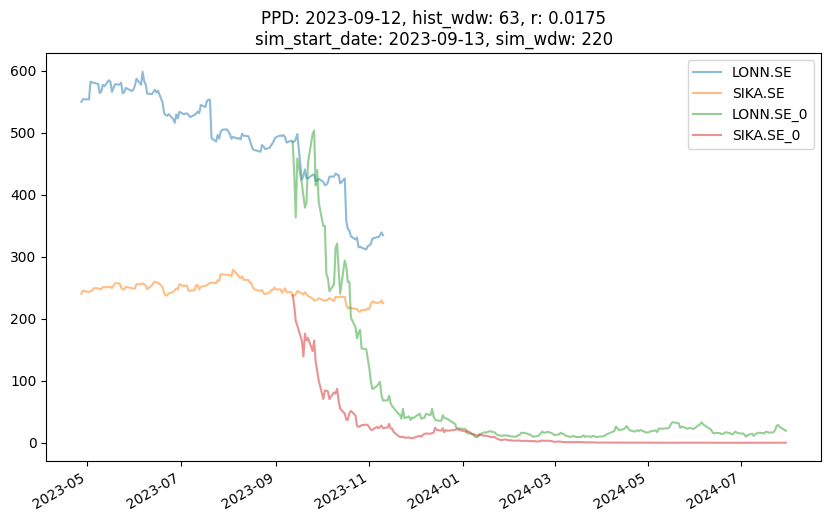 PPD: 2023-09-12, hist_wdw: 63, r: 0.0175
sim_start_date: 2023-09-13, sim_wdw: 220
LONN.SE
SIKA.SE
LONN.SE_0
SIKA.SE_0
600
500
400
300
200
100
0
2023-05
2023-07
2023-09
2023-11
2024-01
2024-03
2024-05
2024-07